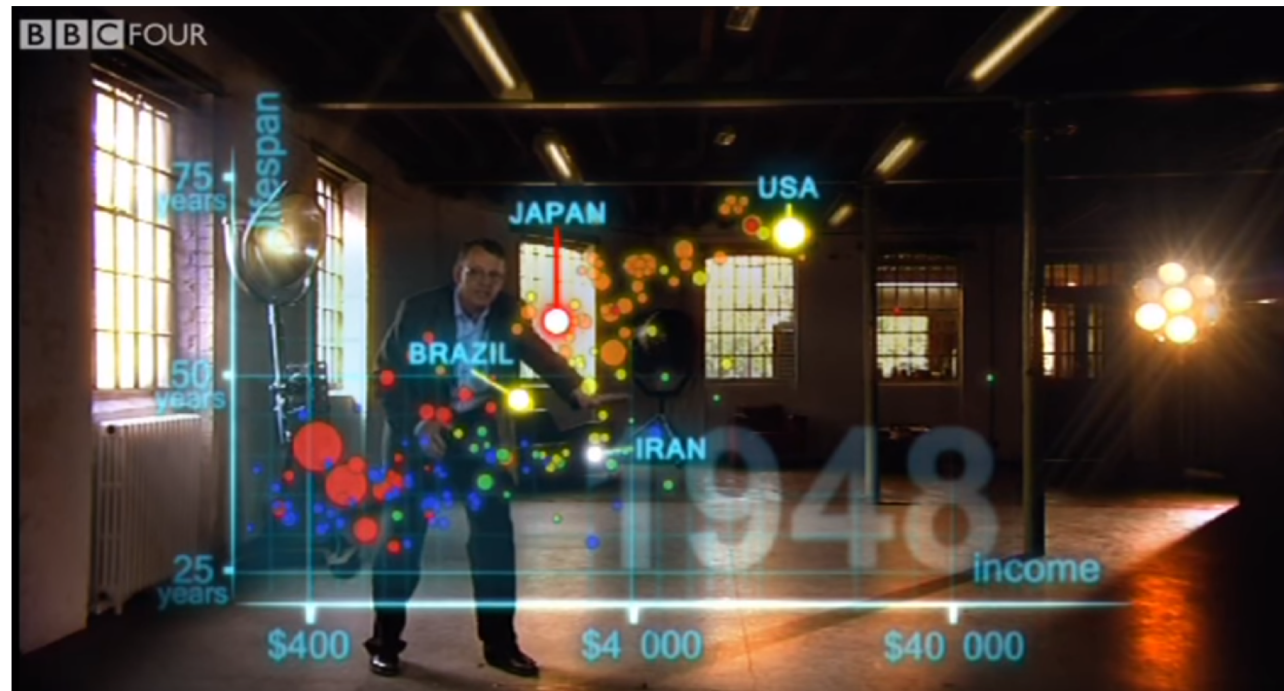 BBC FOUR
lifespan
75
years
USA
JAPAN
BRAZIL
50
years
IRAN
1948
25
years
income
$400
$4 000
$40 000